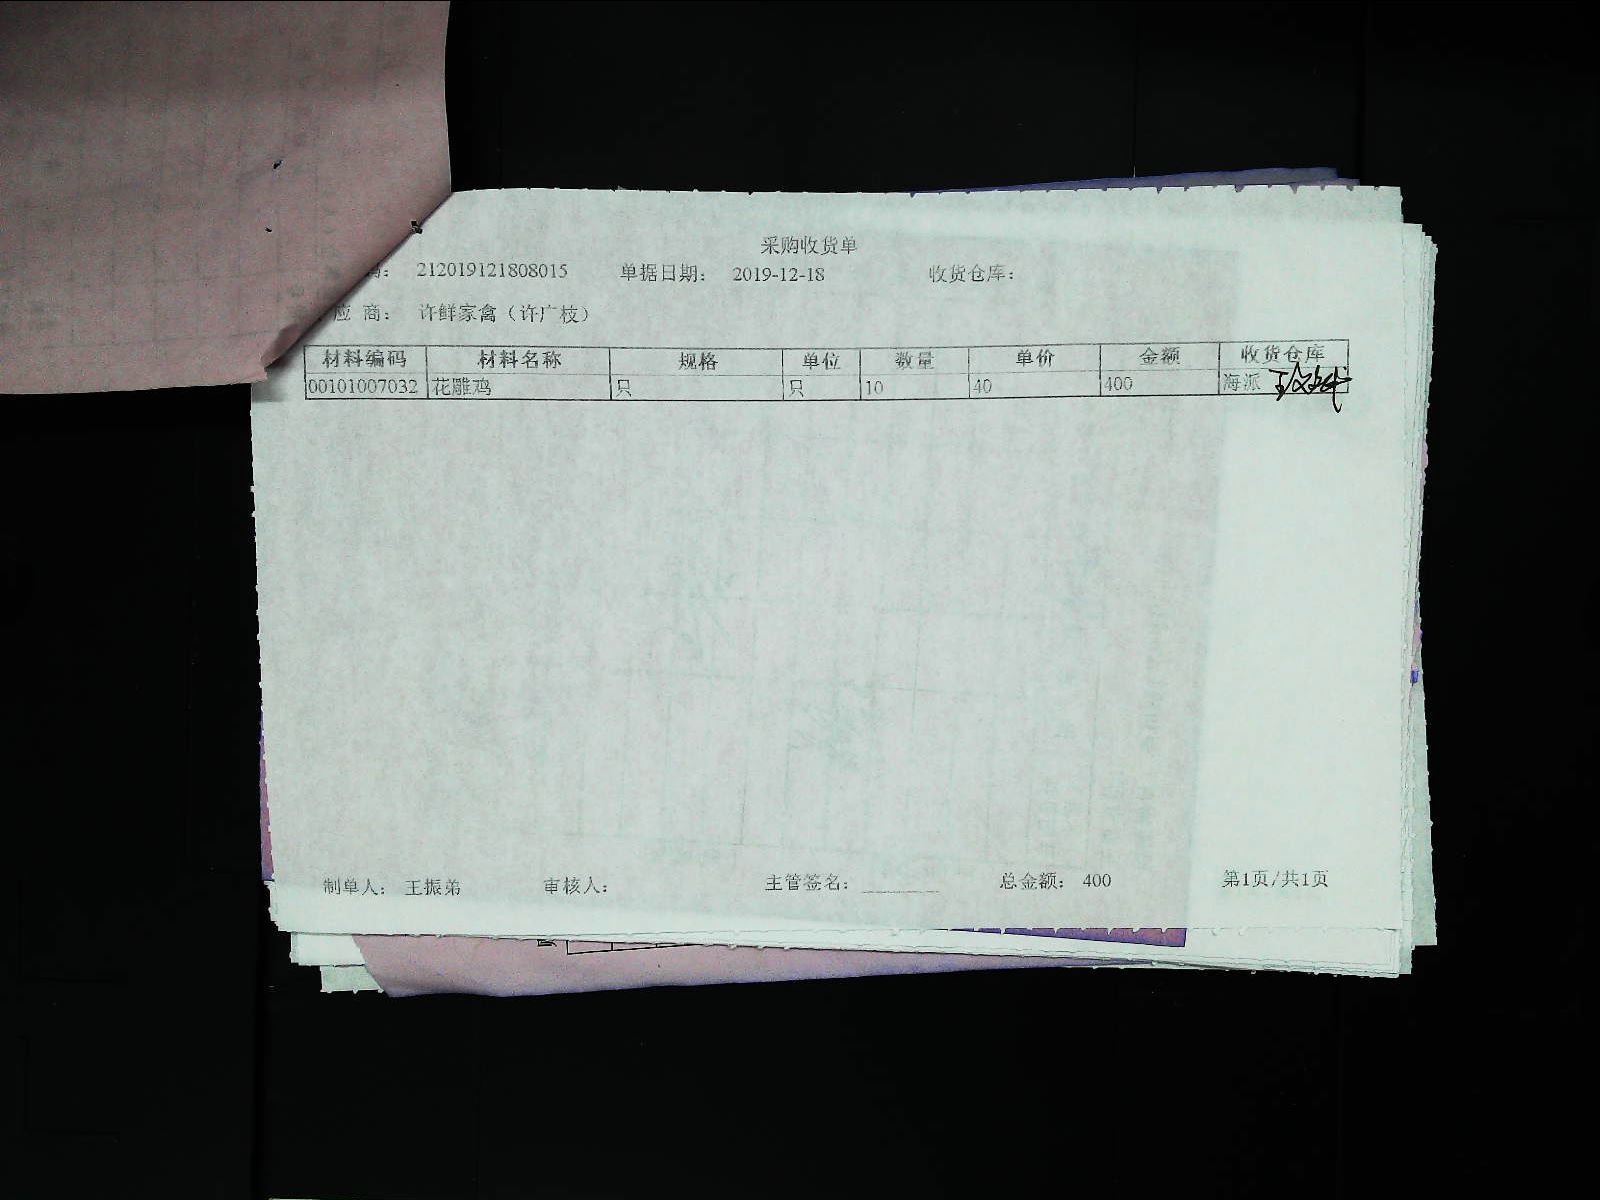 采购收货单
212019121808015 单据日期: 2019-12-18 收货仓库:
应 商: 许鲜家禽（许广枝）
材料编码 材料名称 规格 单位 数量 单价 金额 收货仓库
00101007032 花雕鸡 只 只 10 40 400 海派
制单人: 王振弟 审核人: 主管签名: 总金额: 400 第1页/共1页